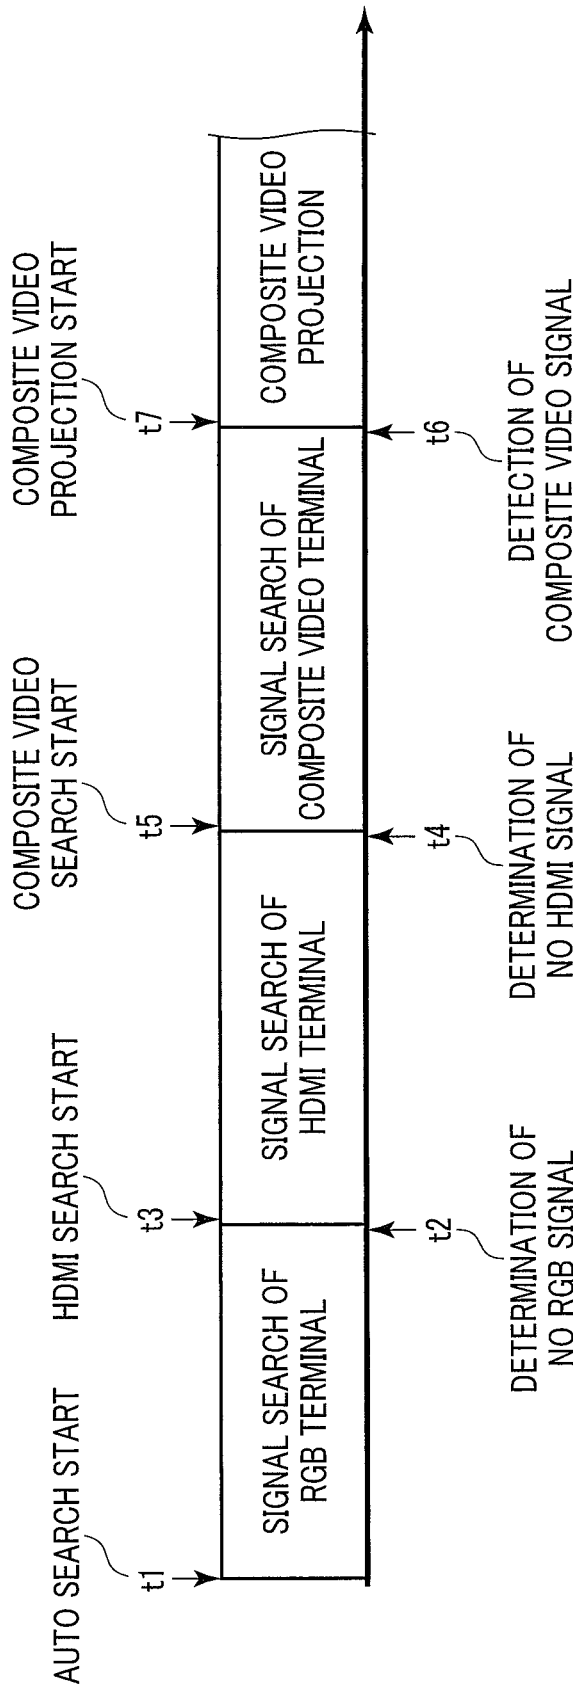 AUTO SEARCH START
t1
HDMI SEARCH START
t3
COMPOSITE VIDEO
SEARCH START
t5
COMPOSITE VIDEO
PROJECTION START
t7
SIGNAL SEARCH OF
RGB TERMINAL
SIGNAL SEARCH OF
HDMI TERMINAL
SIGNAL SEARCH OF
COMPOSITE VIDEO TERMINAL
COMPOSITE VIDEO
PROJECTION
t2
DETERMINATION OF
NO RGB SIGNAL
t4
DETERMINATION OF
NO HDMI SIGNAL
t6
DETECTION OF
COMPOSITE VIDEO SIGNAL